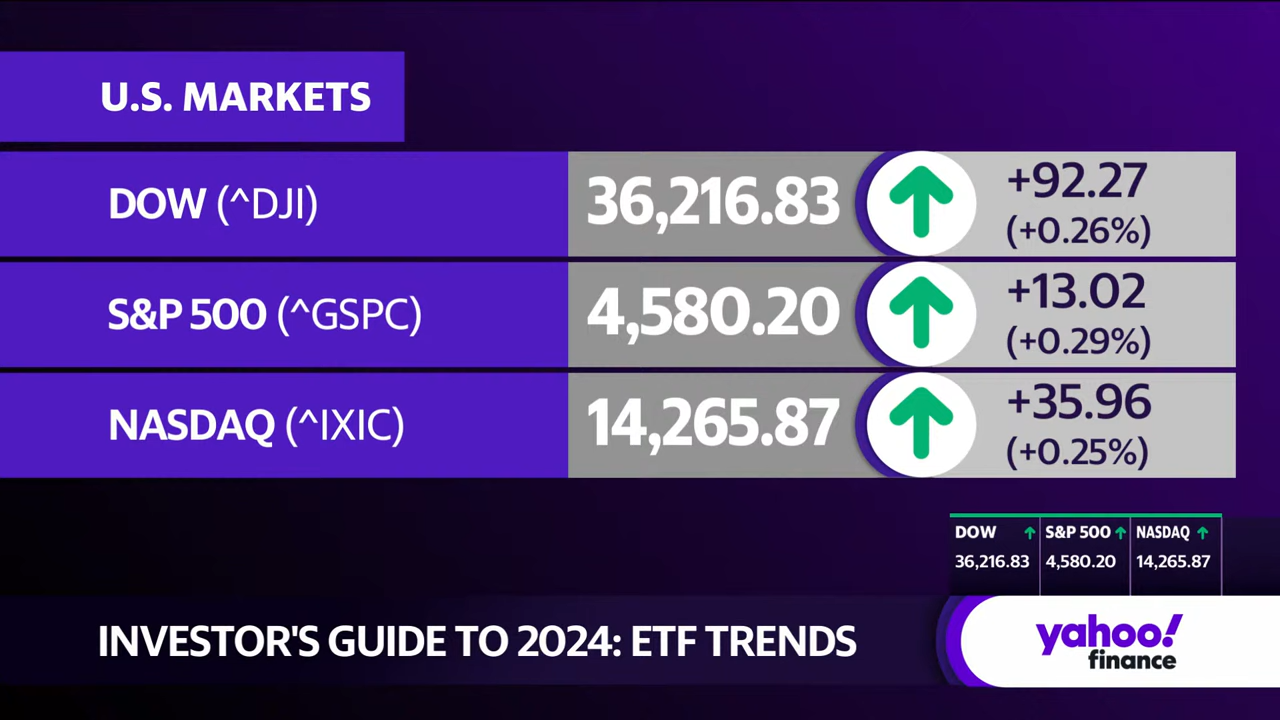 U.S. MARKETS
DOW (^DJI) 36,216.83 +92.27
(+0.26%)
S&P 500 (^GSPC) 4,580.20 +13.02
(+0.29%)
NASDAQ (^IXIC) 14,265.87 +35.96
(+0.25%)
DOW S&P 500 NASDAQ
36,216.83 4,580.20 14,265.87
INVESTOR'S GUIDE TO 2024: ETF TRENDS
yahoo!
finance